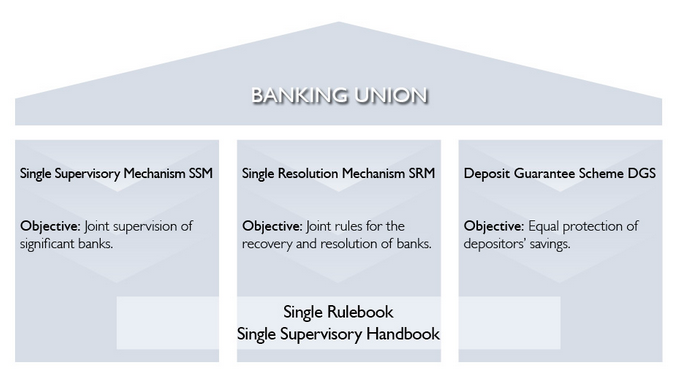 BANKING UNION
Single Supervisory Mechanism SSM
Objective: Joint supervision of
significant banks.
Single Resolution Mechanism SRM
Objective: Joint rules for the
recovery and resolution of banks.
Deposit Guarantee Scheme DGS
Objective: Equal protection of
depositors’ savings.
Single Rulebook
Single Supervisory Handbook